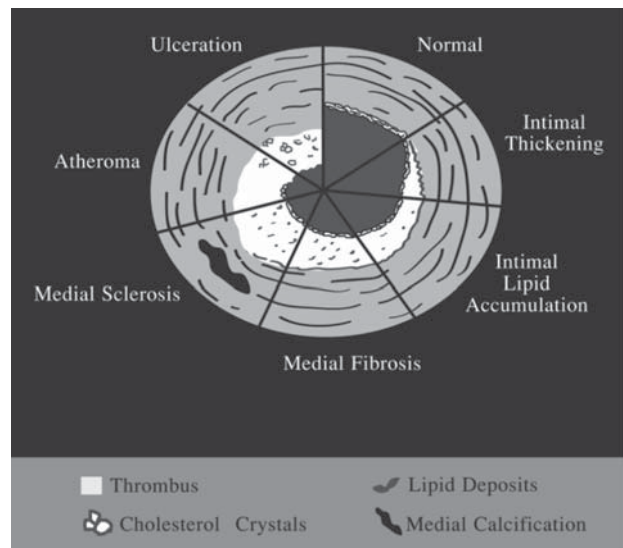 Ulceration
Normal
Intimal
Thickening
Atheroma
Intimal
Lipid
Accumulation
Medial Sclerosis
Medial Fibrosis
Thrombus
Lipid Deposits
Cholesterol Crystals
Medial Calcification